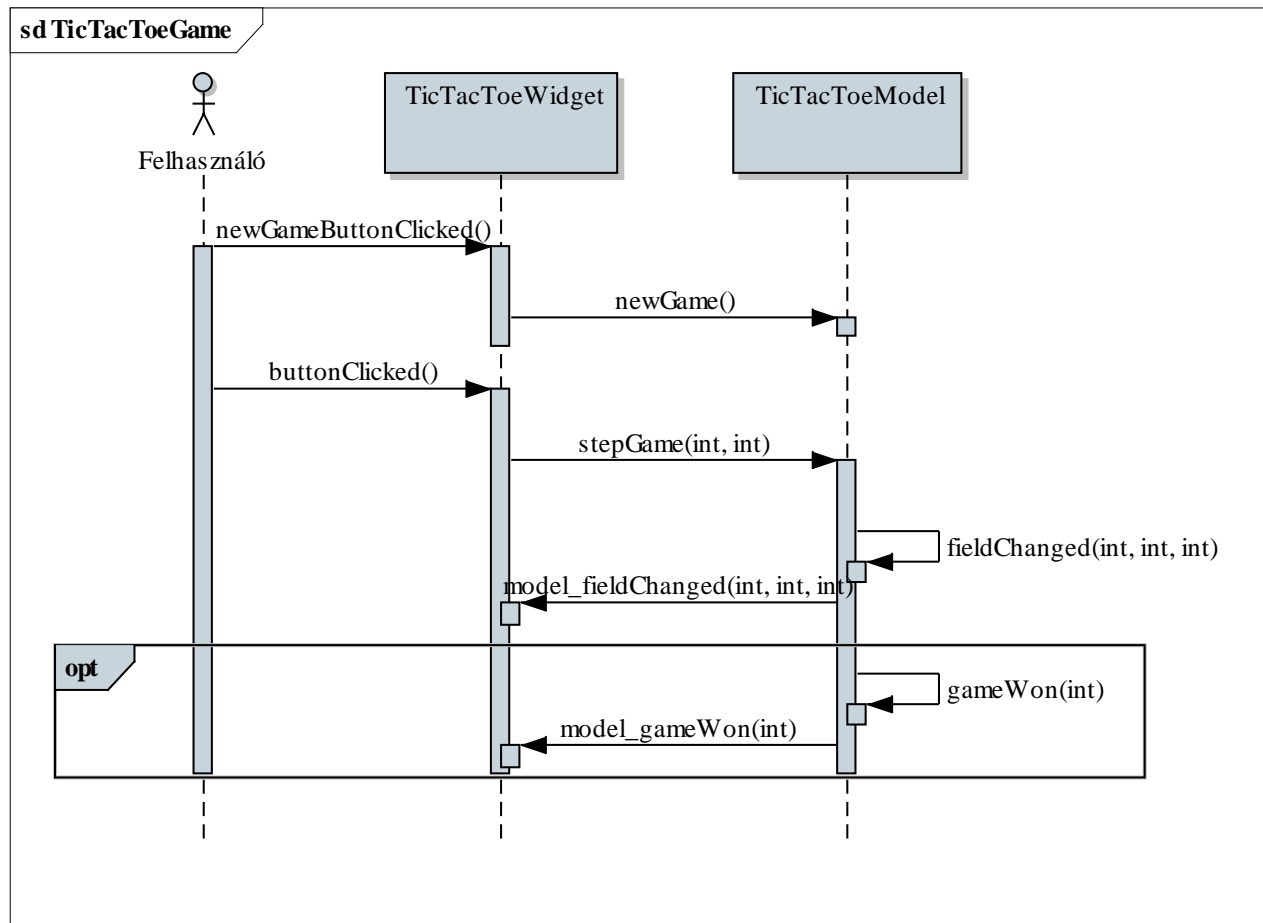 sd TicTacToeGame
TicTacToeWidget
TicTacToeModel
Felhasználó
newGameButtonClicked()
newGame()
buttonClicked()
stepGame(int, int)
fieldChanged(int, int, int)
model_fieldChanged(int, int, int)
opt
gameWon(int)
model_gameWon(int)